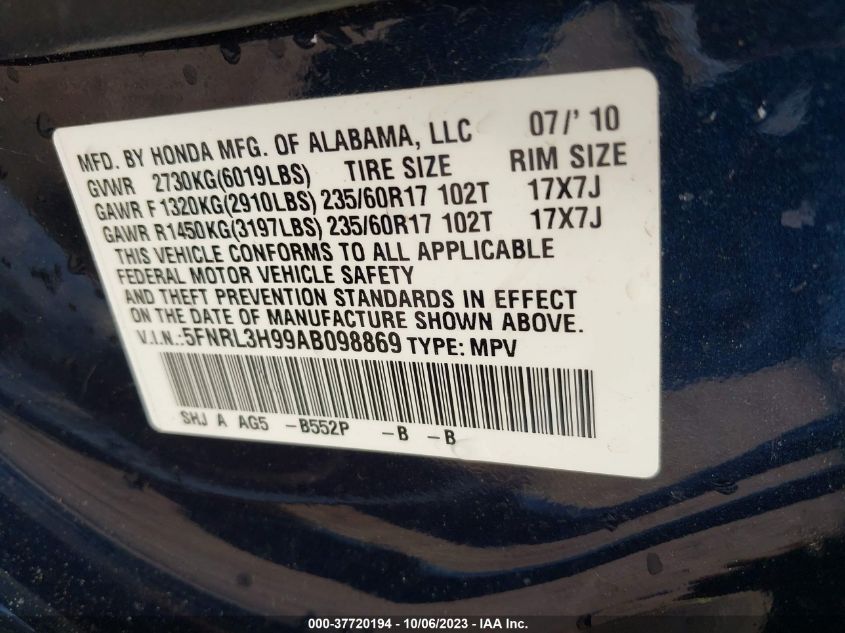 MFD. BY HONDA MFG. OF ALABAMA, LLC 07/' 10
GVWR 2730KG(6019LBS) TIRE SIZE RIM SIZE
GAWR F1320KG(2910LBS) 235/60R17 102T 17X7J
GAWR R1450KG(3197LBS) 235/60R17 102T 17X7J
THIS VEHICLE CONFORMS TO ALL APPLICABLE
FEDERAL MOTOR VEHICLE SAFETY
AND THEFT PREVENTION STANDARDS IN EFFECT
ON THE DATE OF MANUFACTURE SHOWN ABOVE.
V.I.N.:5FNRL3H99AB098869 TYPE: MPV
SHJ A AG5 -B552P -B -B
000-37720194 - 10/06/2023 - IAA Inc.